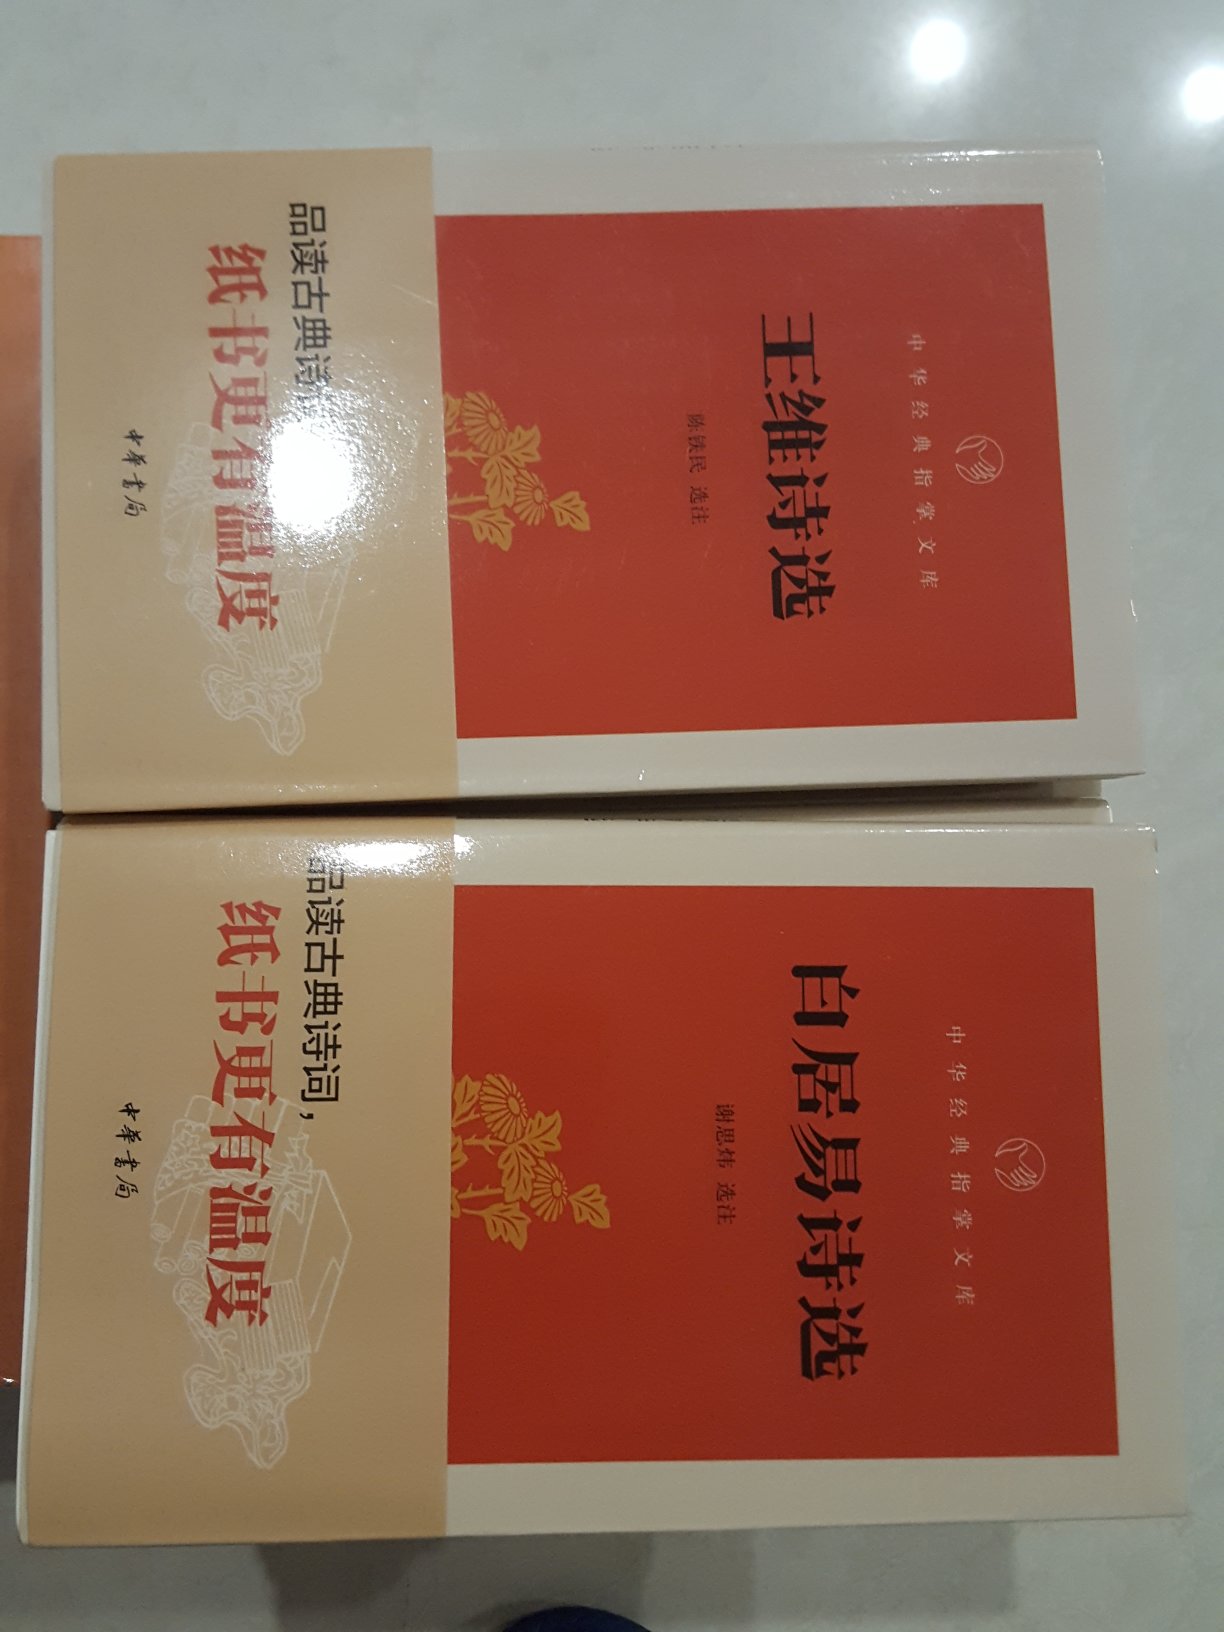 中华经典指掌文库
王维诗选
陈铁民 选注
品读古典诗
纸书更有温度
中华书局
中华经典指掌文库
白居易诗选
谢思炜 选注
品读古典诗词，
纸书更有温度
中华书局